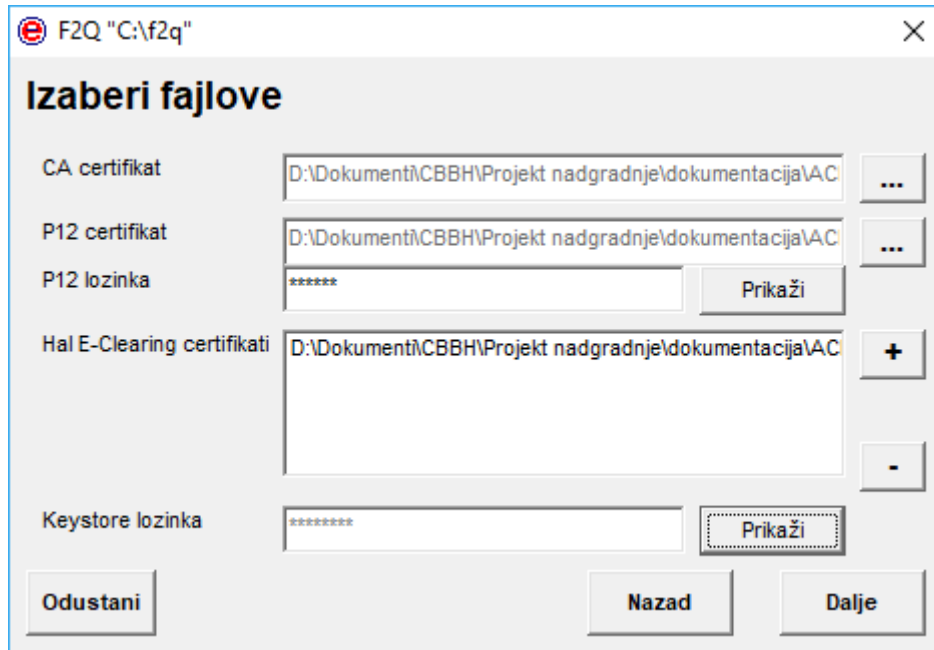 F2Q "C:\f2q"
Izaberi fajlove
CA certifikat D:\Dokumenti\CBBH\Projekt nadgradnje\dokumentacija\AC ...
P12 certifikat D:\Dokumenti\CBBH\Projekt nadgradnje\dokumentacija\AC ...
P12 lozinka ****** Prikaži
Hal E-Clearing certifikati D:\Dokumenti\CBBH\Projekt nadgradnje\dokumentacija\AC +
-
Keystore lozinka ******** Prikaži
Odustani Nazad Dalje